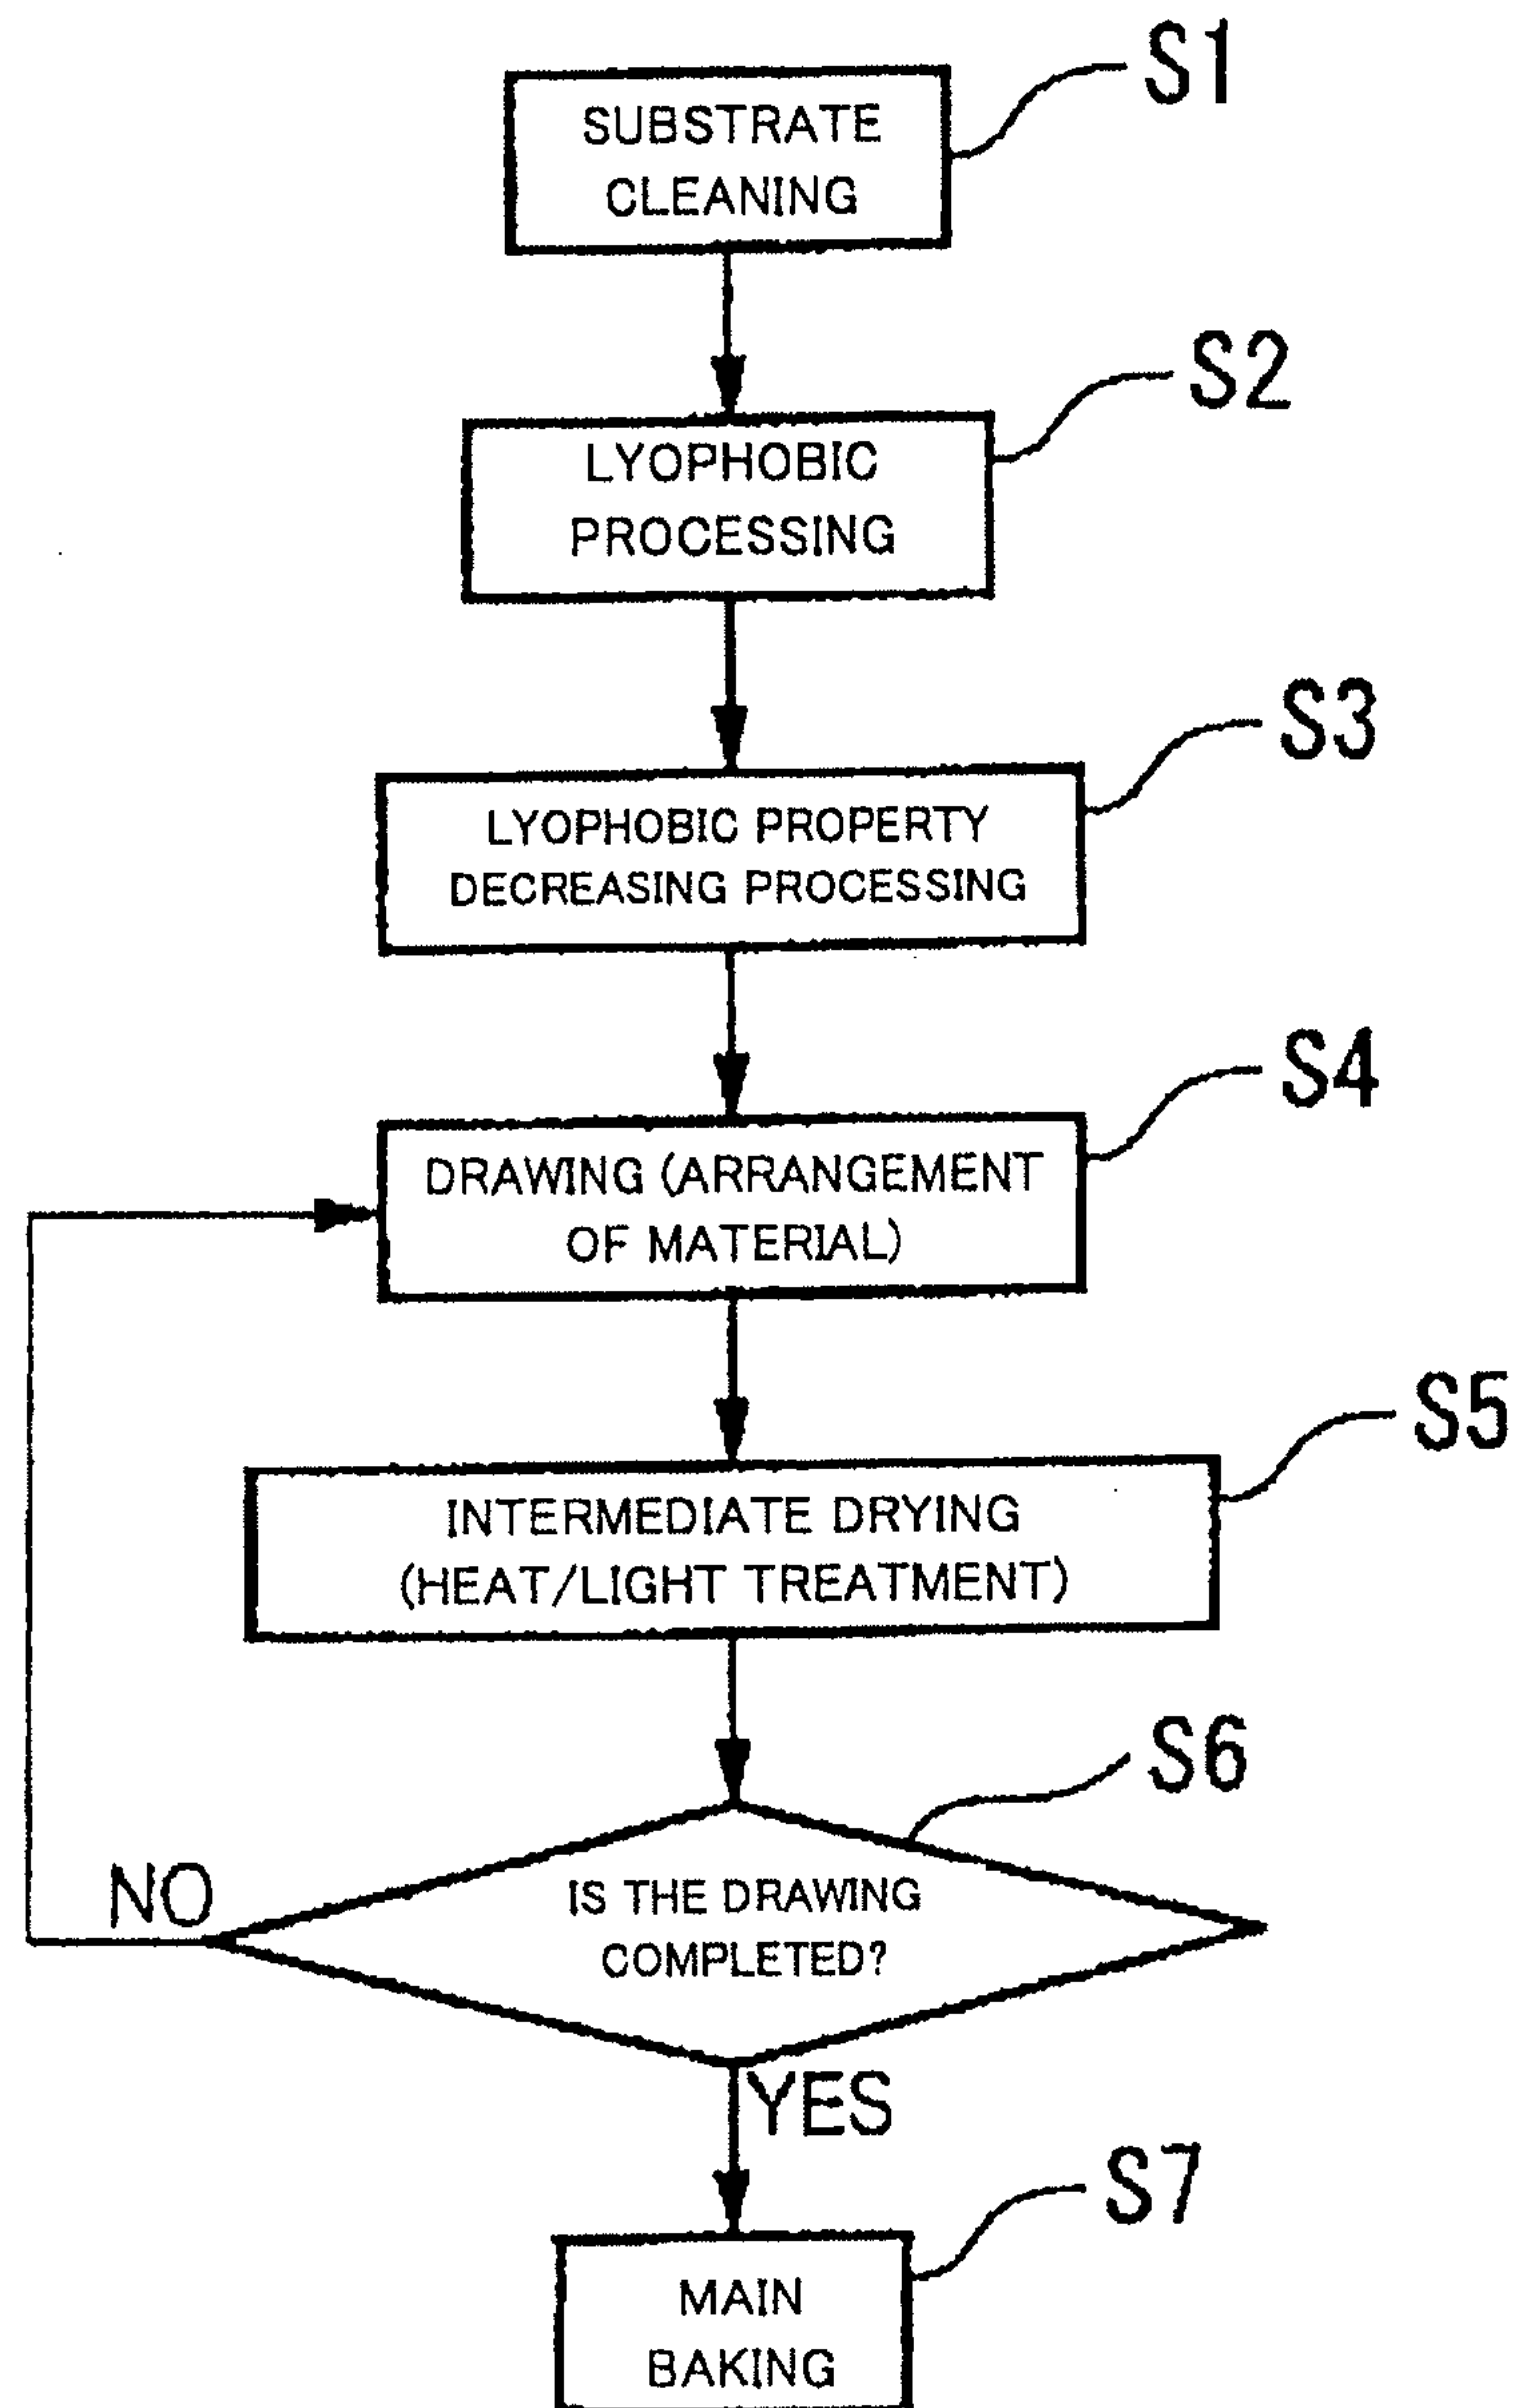 S1
SUBSTRATE
CLEANING
S2
LYOPHOBIC
PROCESSING
S3
LYOPHOBIC PROPERTY
DECREASING PROCESSING
S4
DRAWING (ARRANGEMENT
OF MATERIAL)
S5
INTERMEDIATE DRYING
(HEAT/LIGHT TREATMENT)
S6
IS THE DRAWING
COMPLETED?
NO
YES
S7
MAIN
BAKING